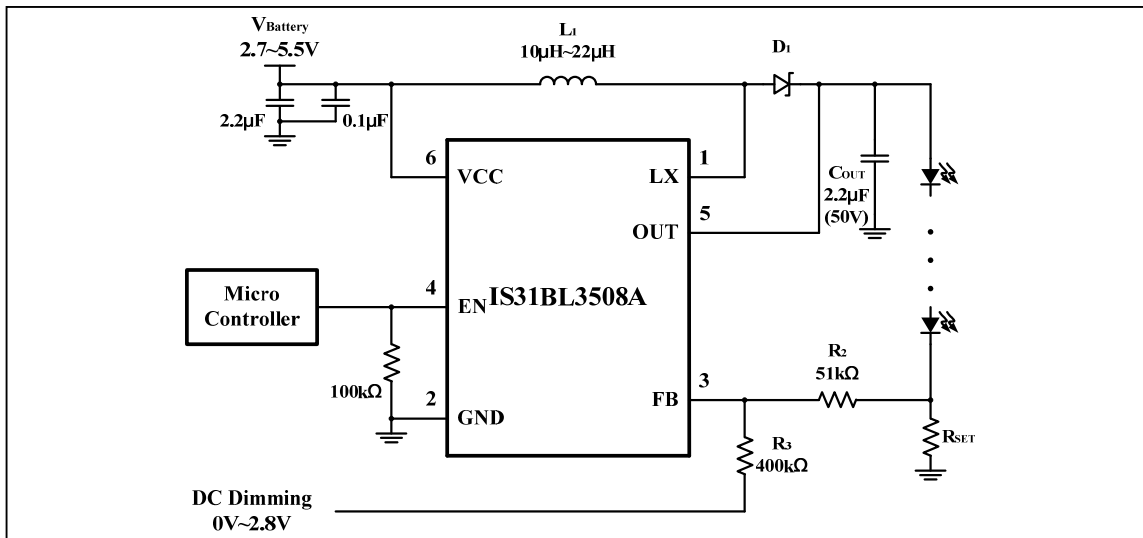 VBattery
2.7~5.5V
2.2µF
0.1µF
L1
10µH~22µH
D1
6
VCC
1
LX
5
OUT
COUT
2.2µF
(50V)
IS31BL3508A
Micro
Controller
4
EN
100kΩ
2
GND
3
FB
R2
51kΩ
R3
400kΩ
RSET
DC Dimming
0V~2.8V